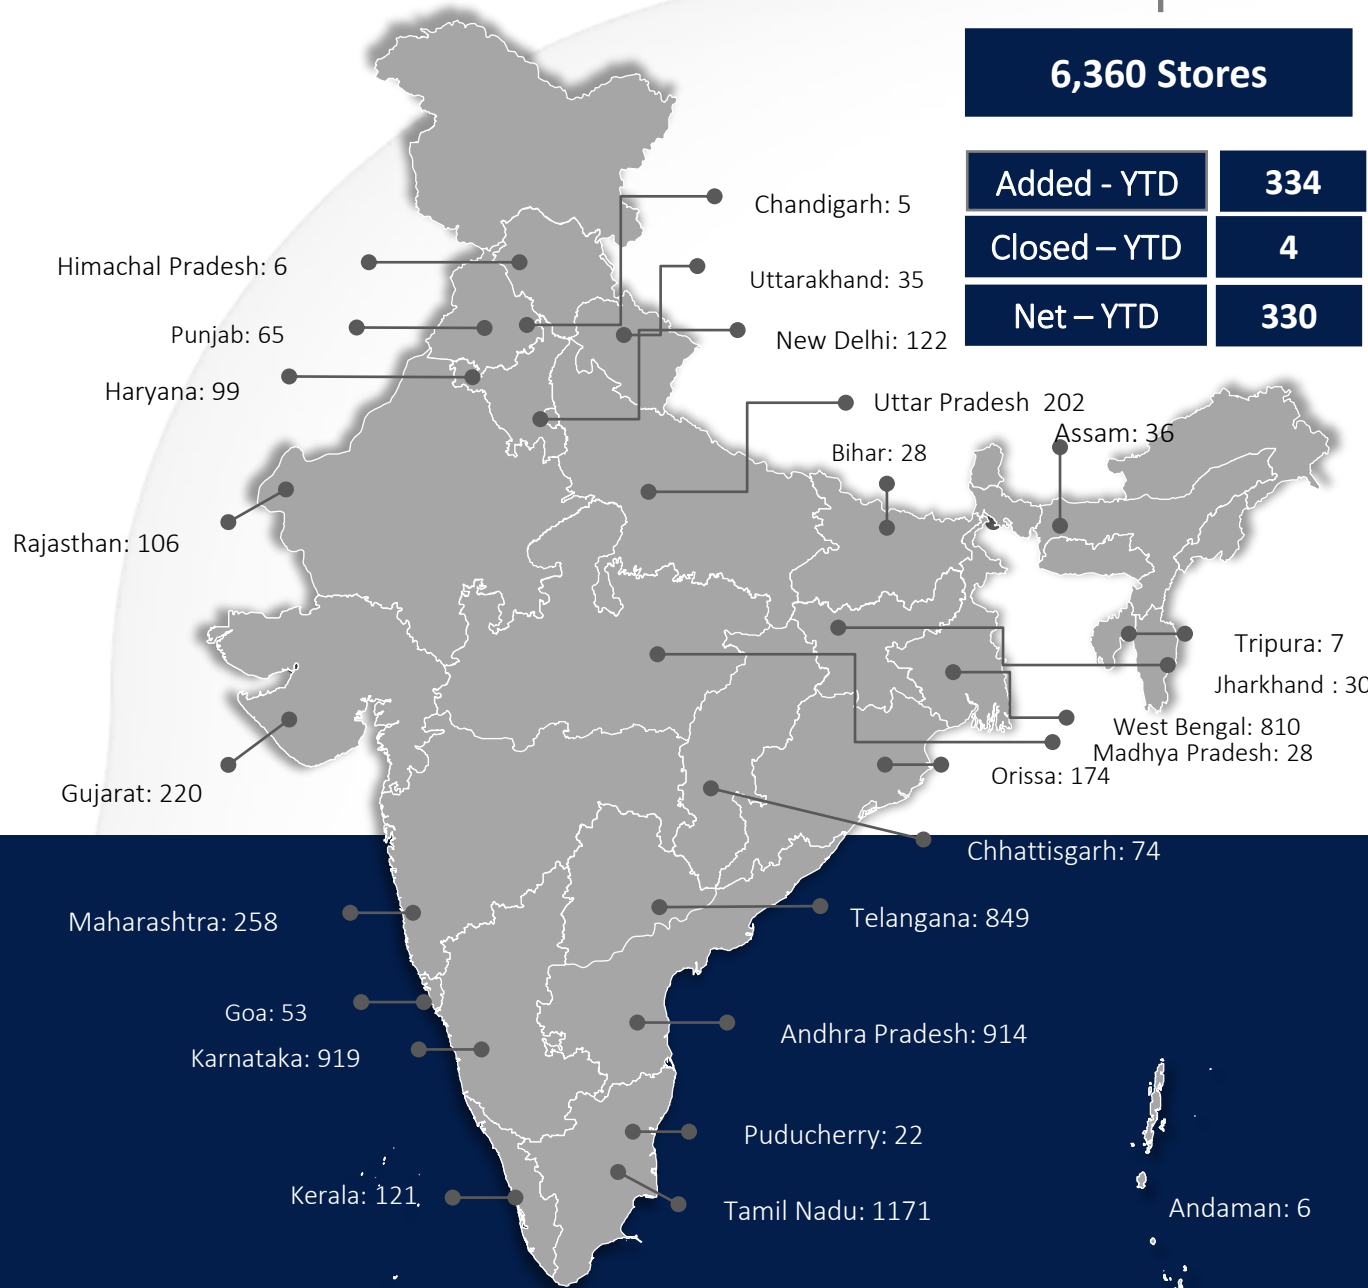 6,360 Stores
Added - YTD 334
Closed – YTD 4
Net – YTD 330
Chandigarh: 5
Himachal Pradesh: 6
Uttarakhand: 35
Punjab: 65
New Delhi: 122
Haryana: 99
Uttar Pradesh 202
Assam: 36
Bihar: 28
Rajasthan: 106
Tripura: 7
Jharkhand : 30
West Bengal: 810
Madhya Pradesh: 28
Orissa: 174
Gujarat: 220
Chhattisgarh: 74
Maharashtra: 258
Telangana: 849
Goa: 53
Andhra Pradesh: 914
Karnataka: 919
Puducherry: 22
Kerala: 121
Tamil Nadu: 1171
Andaman: 6